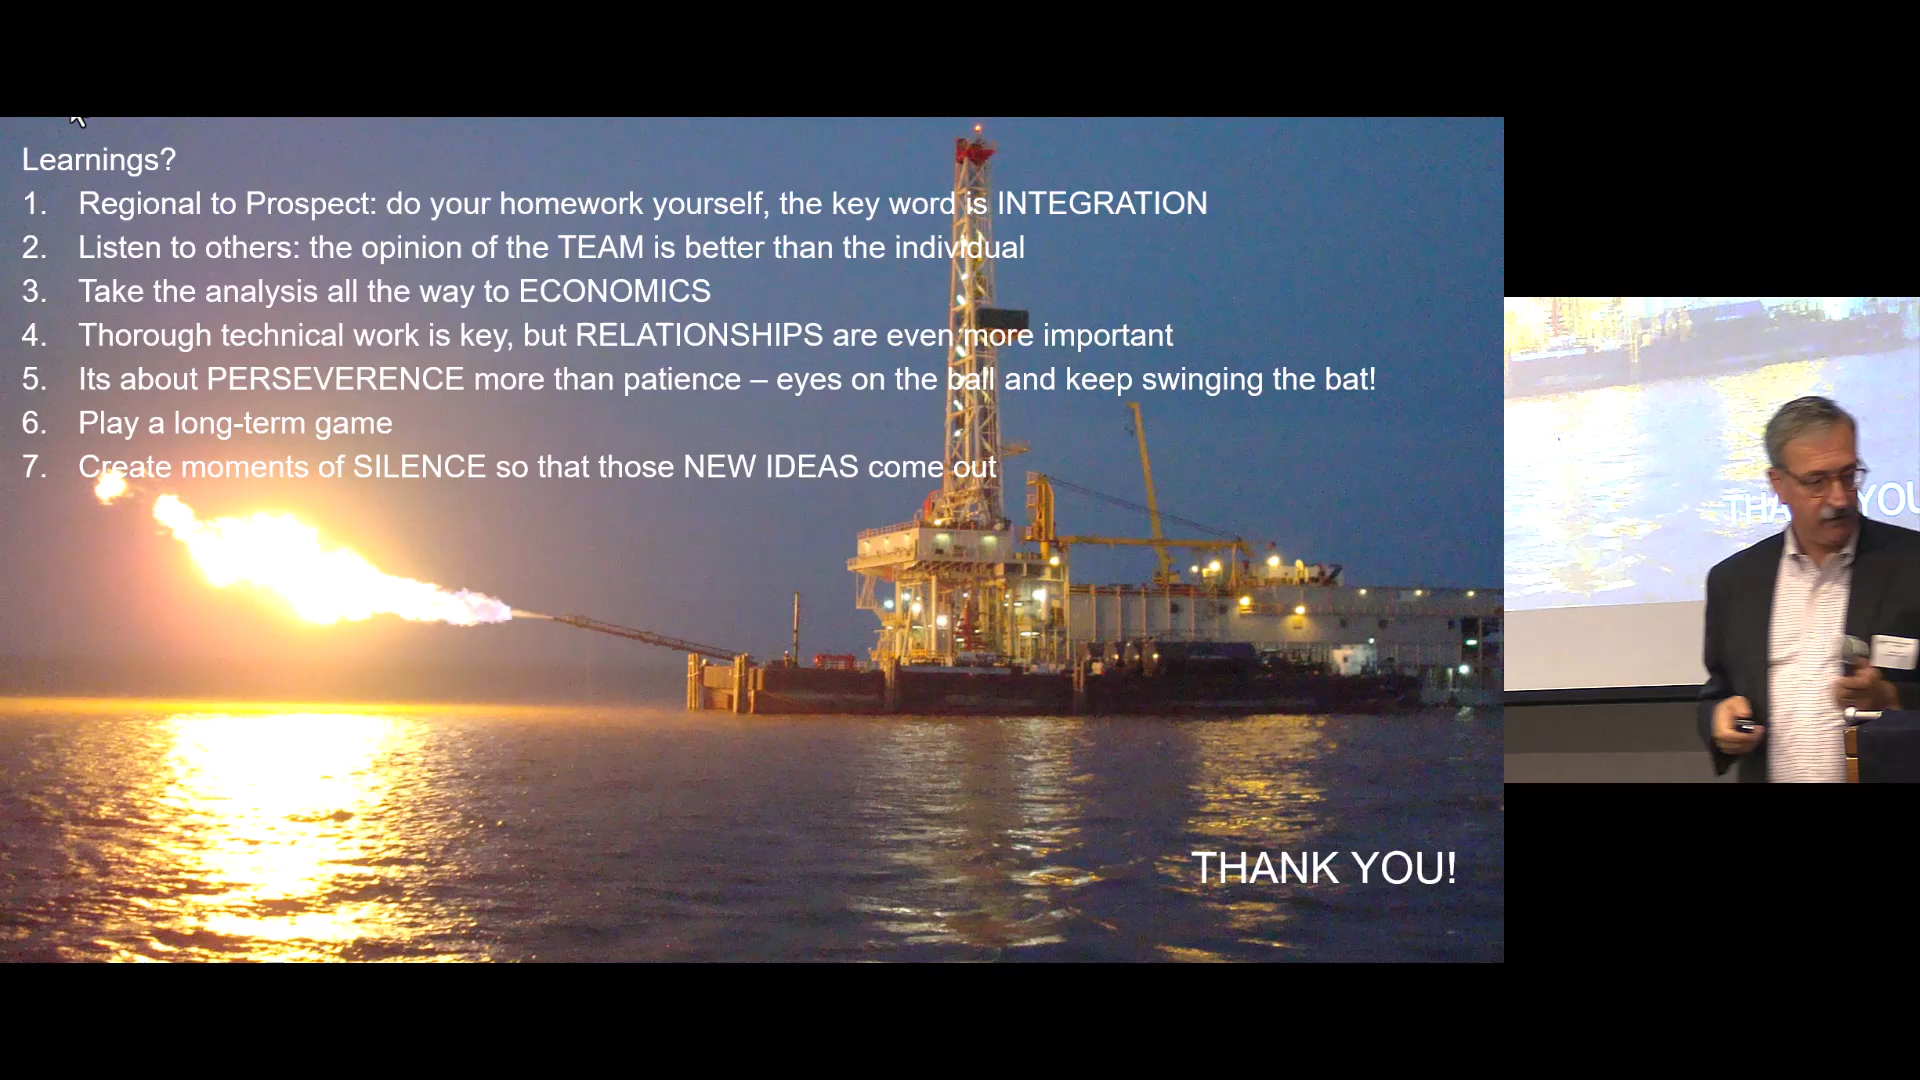 Learnings?
1. Regional to Prospect: do your homework yourself, the key word is INTEGRATION
2. Listen to others: the opinion of the TEAM is better than the individual
3. Take the analysis all the way to ECONOMICS
4. Thorough technical work is key, but RELATIONSHIPS are even more important
5. Its about PERSEVERENCE more than patience – eyes on the ball and keep swinging the bat!
6. Play a long-term game
7. Create moments of SILENCE so that those NEW IDEAS come out
THANK YOU!
THA YOU